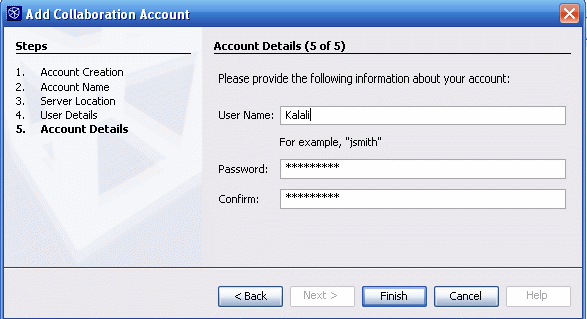 Add Collaboration Account
Steps
1. Account Creation
2. Account Name
3. Server Location
4. User Details
5. Account Details
Account Details (5 of 5)
Please provide the following information about your account:
User Name: Kalali
For example, "jsmith"
Password: *********
Confirm: *********
< Back Next > Finish Cancel Help